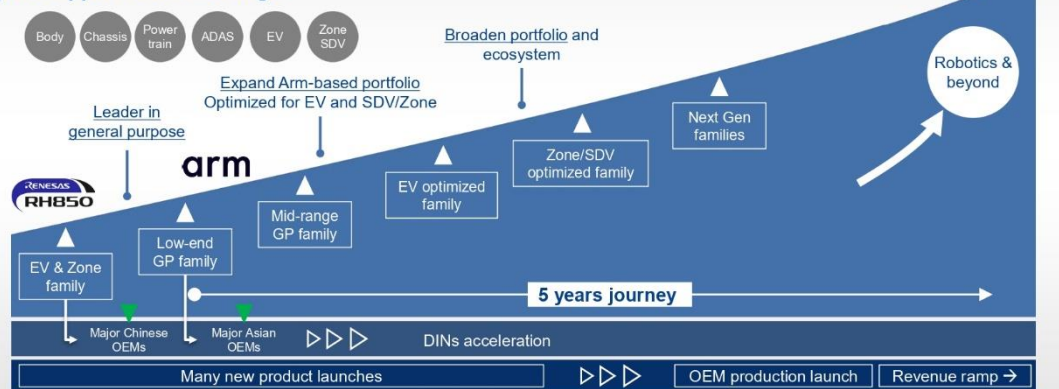 Body
Chassis
Power
train
ADAS
EV
Zone
SDV
Broaden portfolio and
ecosystem
Robotics &
beyond
Expand Arm-based portfolio
Optimized for EV and SDV/Zone
Leader in
general purpose
Next Gen
families
arm
Zone/SDV
optimized family
EV optimized
family
RENESAS
RH850
Mid-range
GP family
Low-end
GP family
EV & Zone
family
5 years journey
Major Chinese
OEMs
Major Asian
OEMs
DINs acceleration
Many new product launches
OEM production launch
Revenue ramp →